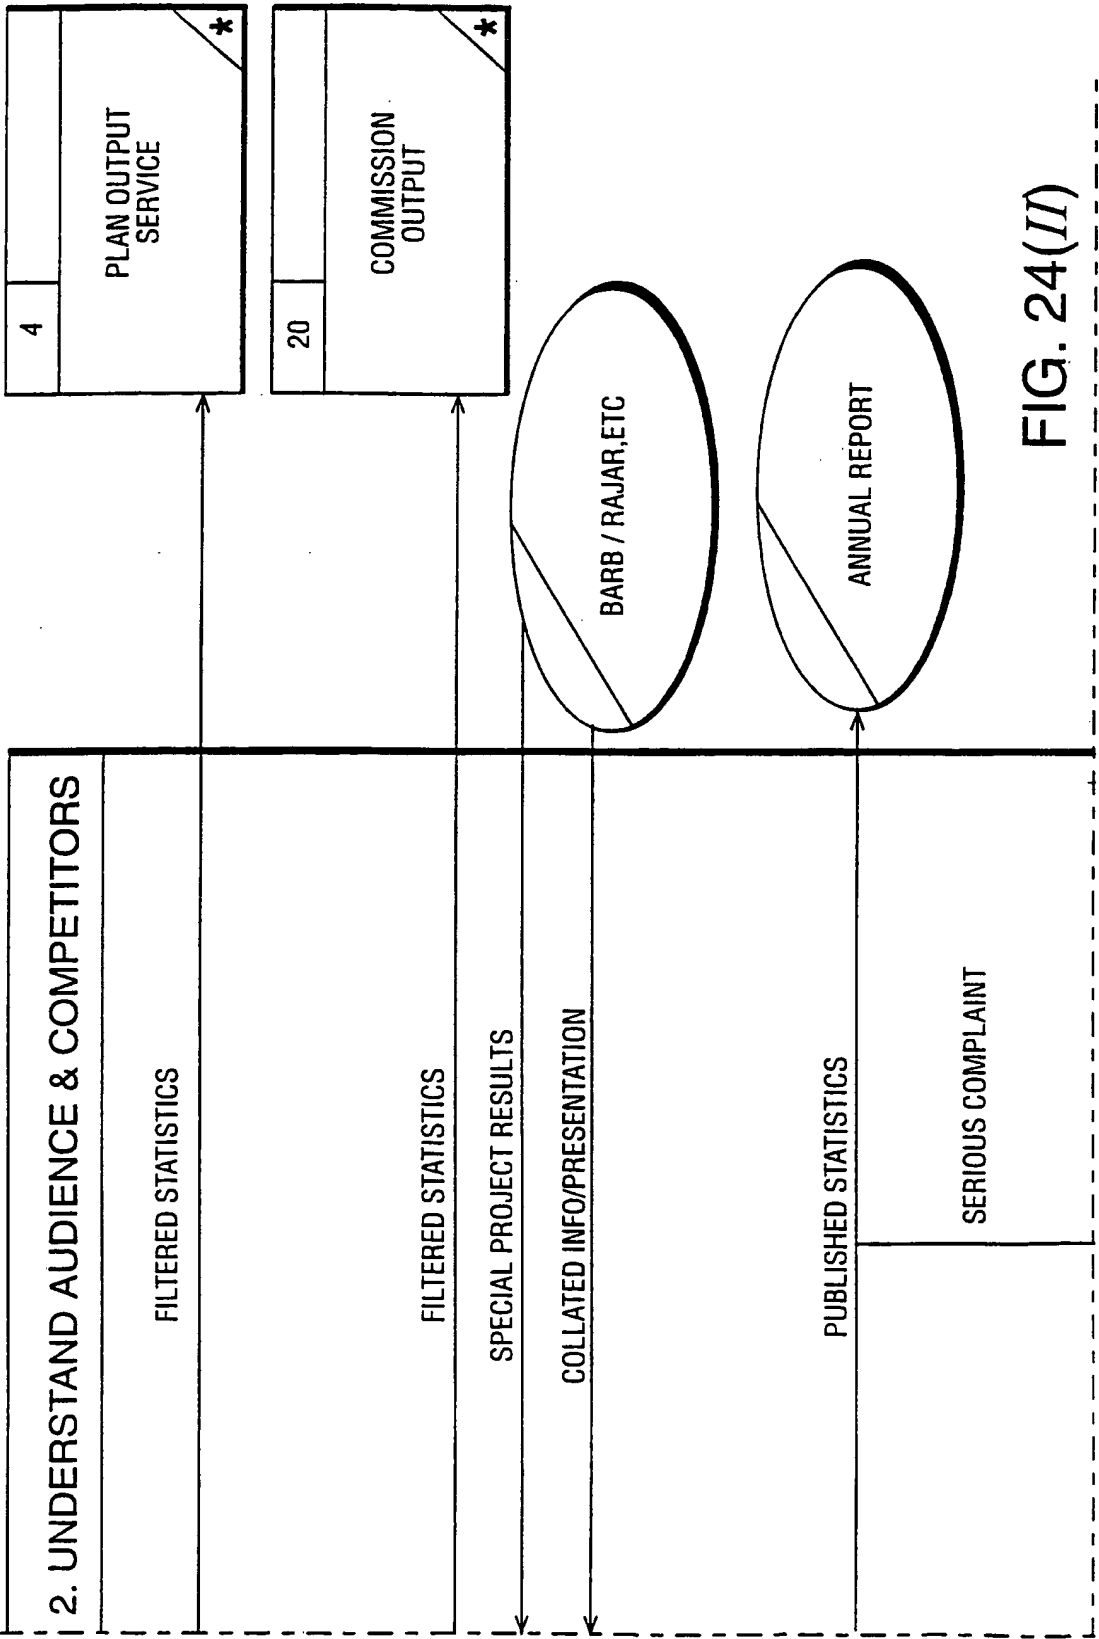 2. UNDERSTAND AUDIENCE & COMPETITORS
4
PLAN OUTPUT
SERVICE
*
FILTERED STATISTICS
20
COMMISSION
OUTPUT
*
FILTERED STATISTICS
SPECIAL PROJECT RESULTS
BARB / RAJAR,ETC
COLLATED INFO/PRESENTATION
ANNUAL REPORT
PUBLISHED STATISTICS
SERIOUS COMPLAINT
FIG. 24(II)